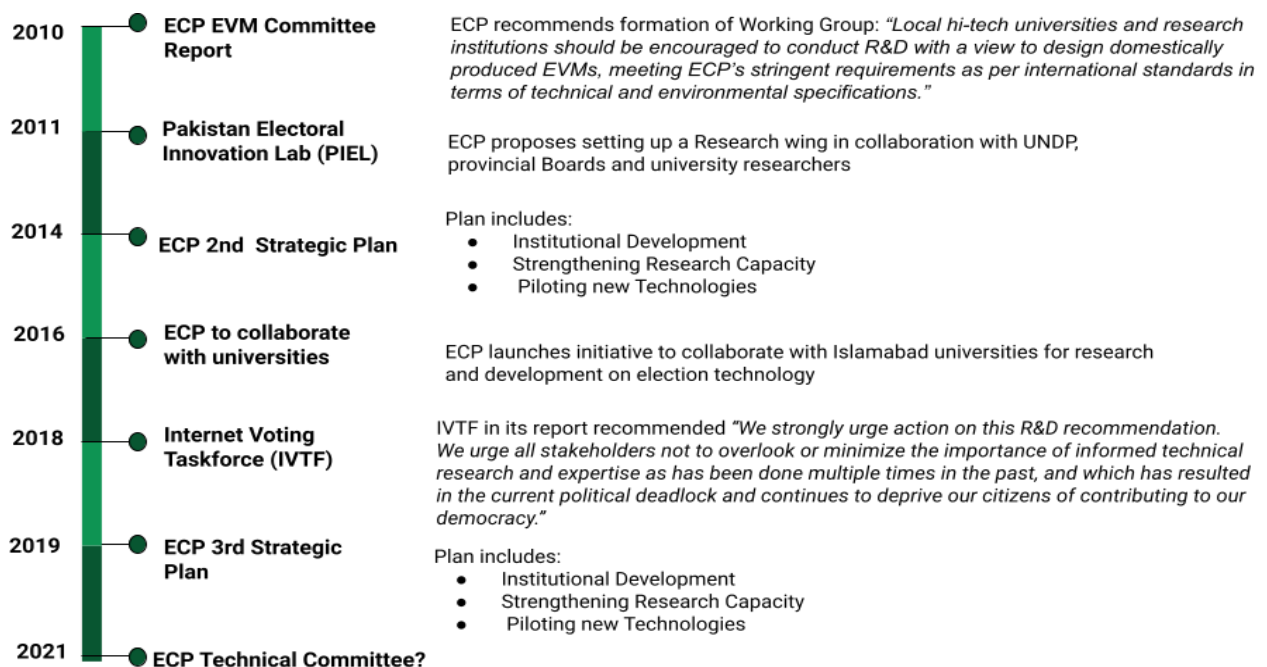 2010
ECP EVM Committee
Report
ECP recommends formation of Working Group: “Local hi-tech universities and research
institutions should be encouraged to conduct R&D with a view to design domestically
produced EVMs, meeting ECP’s stringent requirements as per international standards in
terms of technical and environmental specifications.”
2011
Pakistan Electoral
Innovation Lab (PIEL)
ECP proposes setting up a Research wing in collaboration with UNDP,
provincial Boards and university researchers
2014
ECP 2nd Strategic Plan
Plan includes:
● Institutional Development
● Strengthening Research Capacity
● Piloting new Technologies
2016
ECP to collaborate
with universities
ECP launches initiative to collaborate with Islamabad universities for research
and development on election technology
2018
Internet Voting
Taskforce (IVTF)
IVTF in its report recommended “We strongly urge action on this R&D recommendation.
We urge all stakeholders not to overlook or minimize the importance of informed technical
research and expertise as has been done multiple times in the past, and which has resulted
in the current political deadlock and continues to deprive our citizens of contributing to our
democracy.”
2019
ECP 3rd Strategic
Plan
Plan includes:
● Institutional Development
● Strengthening Research Capacity
● Piloting new Technologies
2021
ECP Technical Committee?